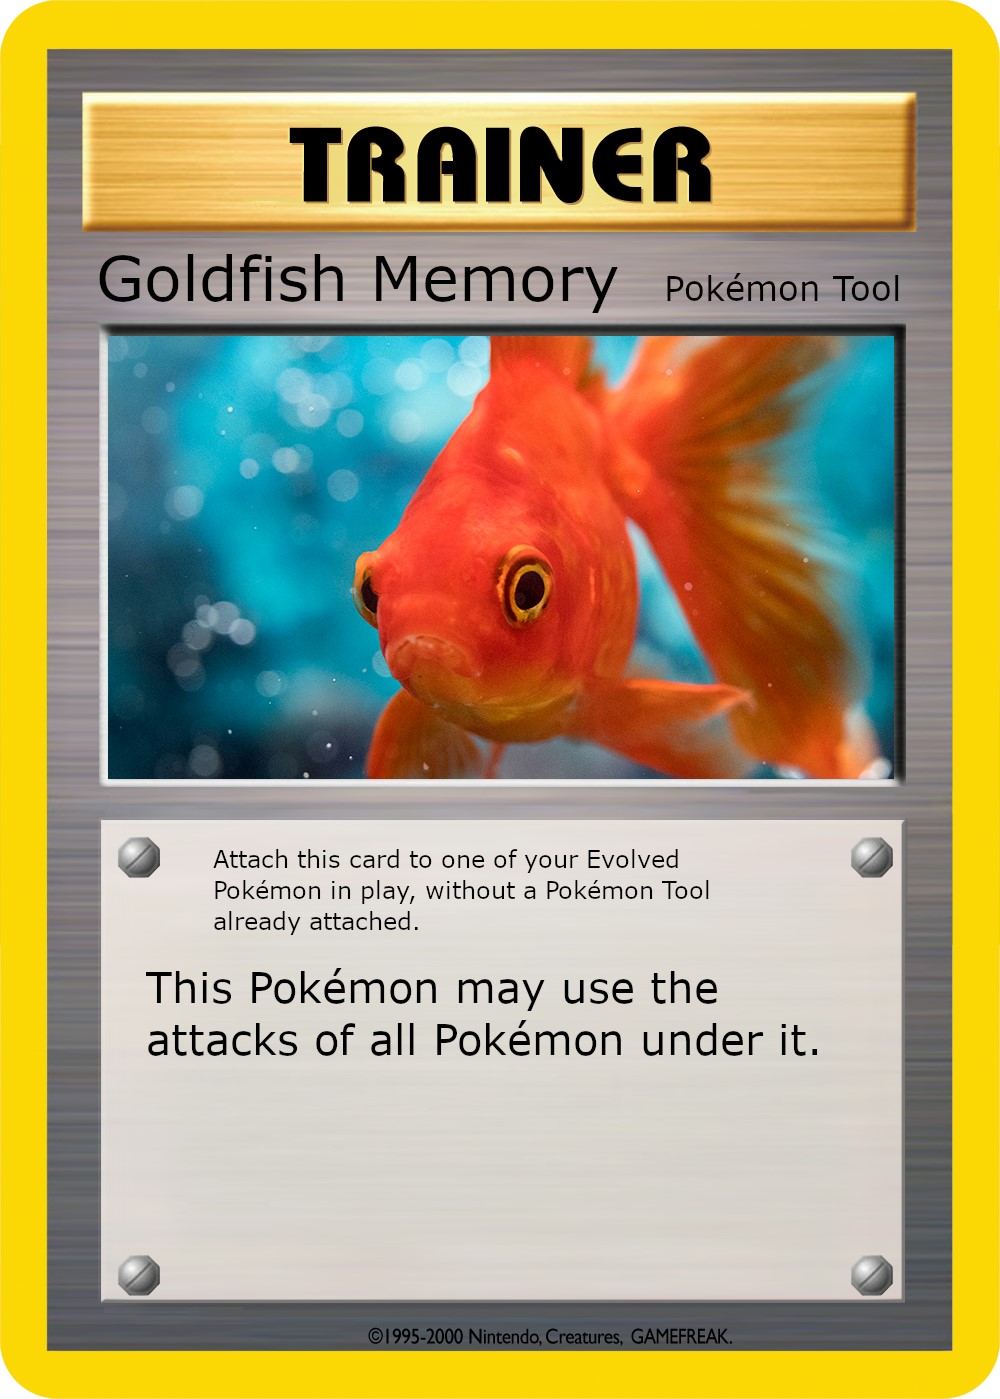 TRAINER
Goldfish Memory Pokémon Tool
Attach this card to one of your Evolved
Pokémon in play, without a Pokémon Tool
already attached.
This Pokémon may use the
attacks of all Pokémon under it.
©1995-2000 Nintendo, Creatures, GAMEFREAK.